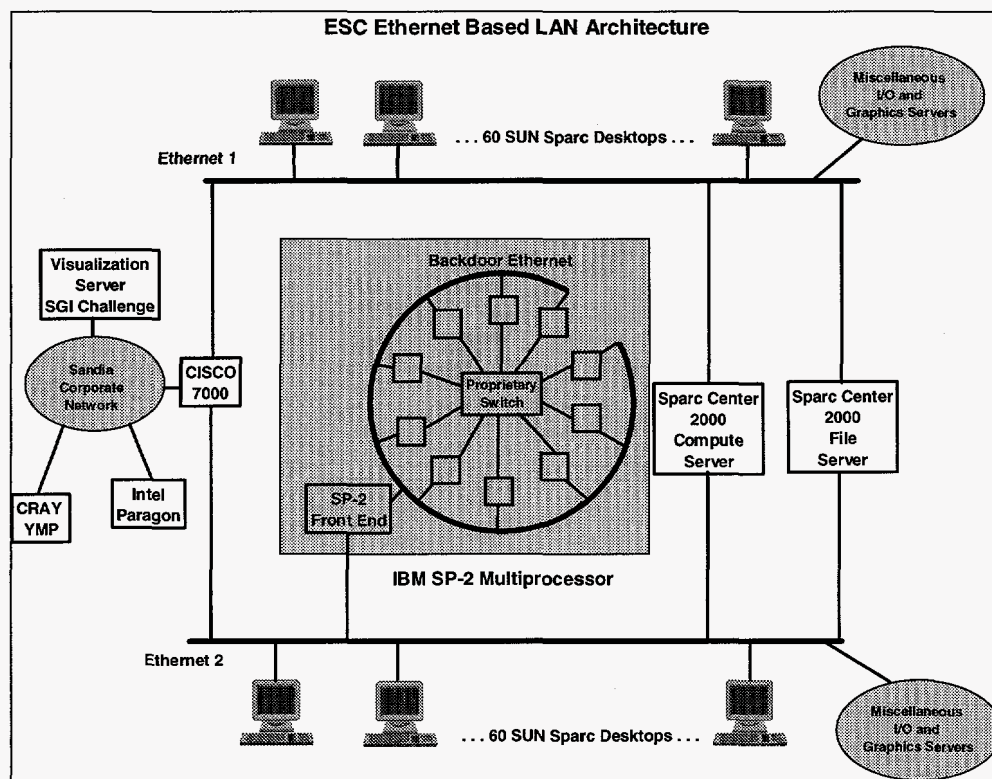 ESC Ethernet Based LAN Architecture
Miscellaneous
I/O and
Graphics Servers
. . . 60 SUN Sparc Desktops . . .
Ethernet 1
Backdoor Ethernet
Visualization
Server
SGI Challenge
Sandia
Corporate
Network
CISCO
7000
Proprietary
Switch
Sparc Center
2000
Compute
Server
Sparc Center
2000
File
Server
CRAY
YMP
Intel
Paragon
SP-2
Front End
IBM SP-2 Multiprocessor
Ethernet 2
. . . 60 SUN Sparc Desktops . . .
Miscellaneous
I/O and
Graphics Servers